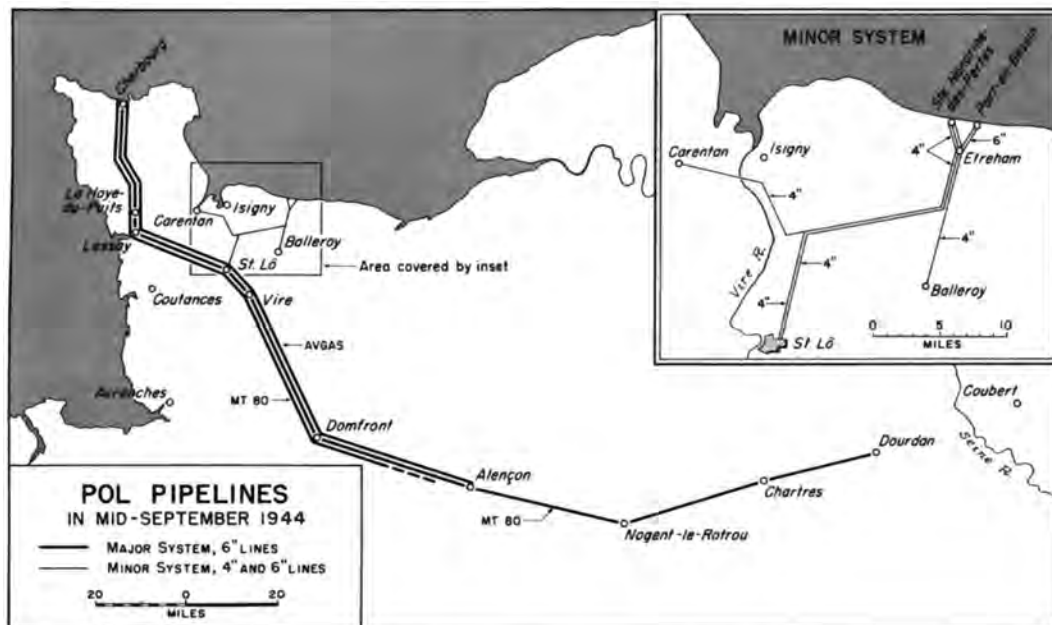 Cherbourg
La Haye-
du-Puits
Lessay
Carentan
Isigny
Balleroy
St. Lô
Area covered by inset
Coutances
Vire
AVGAS
Avranches
MT 80
Domfront
Alençon
MT 80
Nogent-le-Rotrou
Chartres
Dourdan
Coubert
Seine R.
MINOR SYSTEM
Ste. Honorine-
des-Pertes
Port-en-Bessin
Carentan
Isigny
4"
6"
Etreham
4"
4"
4"
4"
4"
Vire R.
Balleroy
St Lô
0 5 10
MILES
POL PIPELINES
IN MID-SEPTEMBER 1944
MAJOR SYSTEM, 6" LINES
MINOR SYSTEM, 4" AND 6" LINES
20 0 20
MILES